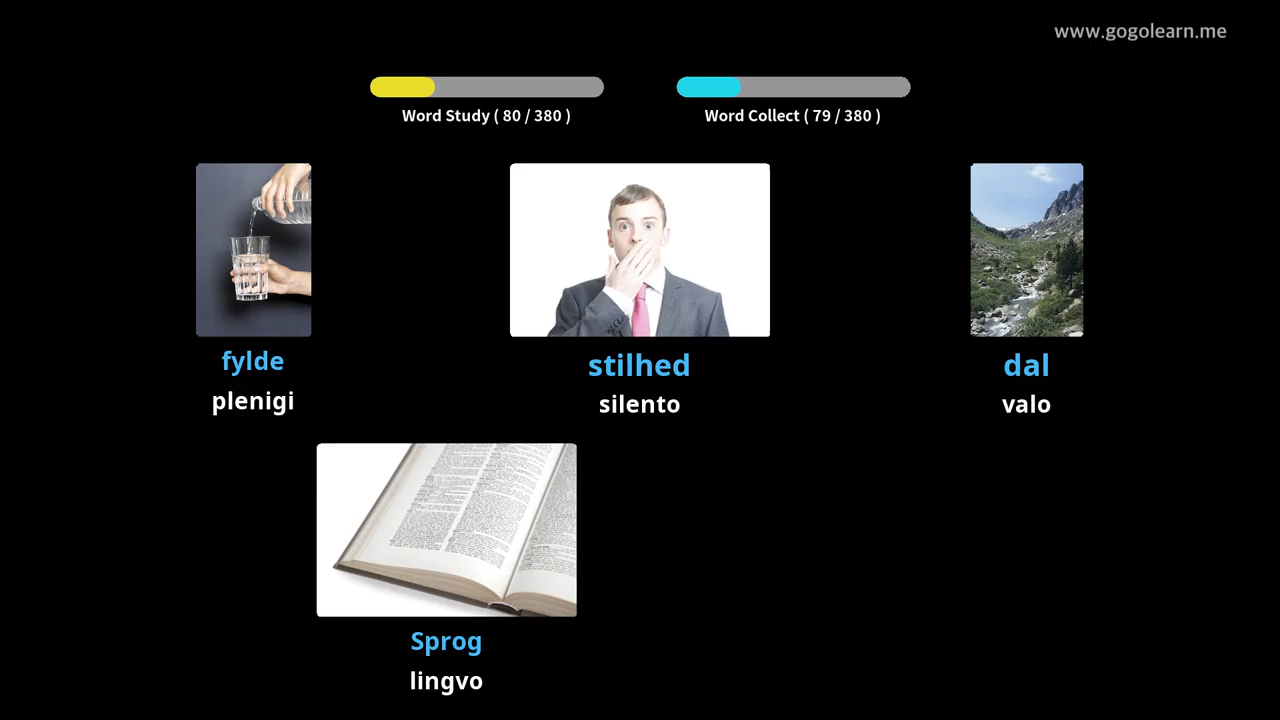 www.gogolearn.me
Word Study ( 80 / 380 )
Word Collect ( 79 / 380 )
fylde
plenigi
stilhed
silento
dal
valo
Sprog
lingvo